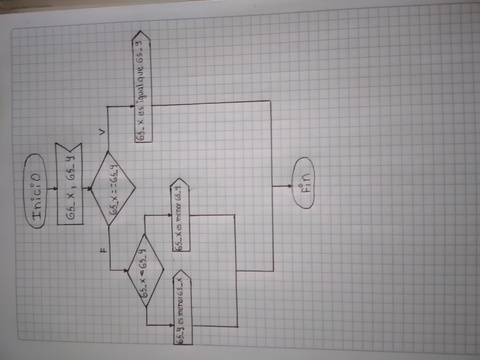 Inicio
GS_x, GS_y
GS_x==GS_y
F
V
GS_x<GS_y
GS_x es igual que GS_y
GS_y es menor GS_x
GS_x es menor GS_y
Fin